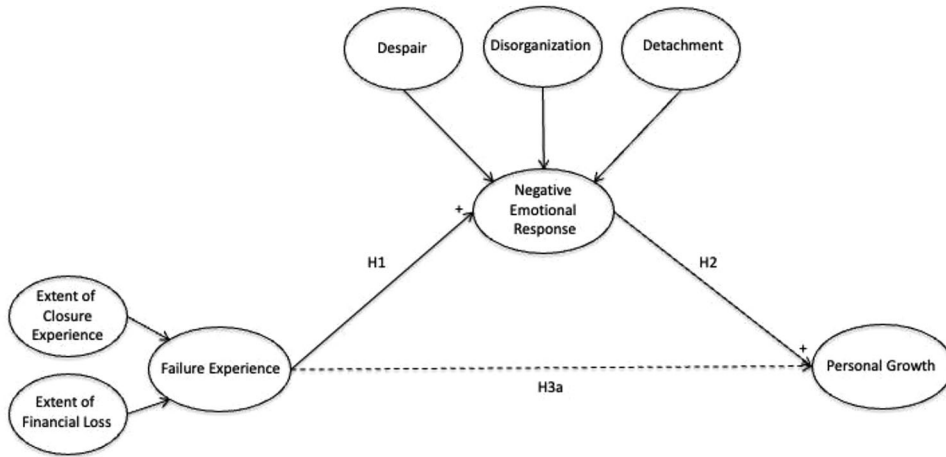 Despair
Disorganization
Detachment
Negative
Emotional
Response
+
H1
H2
Extent of
Closure
Experience
Failure Experience
+
Personal Growth
H3a
Extent of
Financial Loss